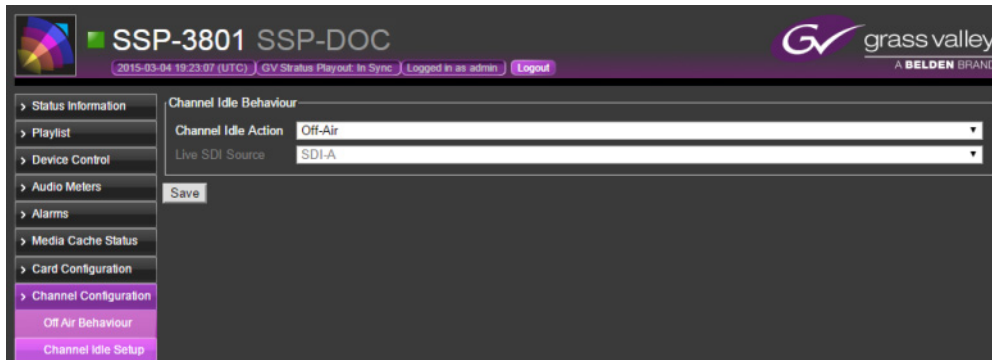 SSP-3801 SSP-DOC
2015-03-04 19:23:07 (UTC) GV Stratus Playout: In Sync Logged in as admin Logout
GV grass valley
A BELDEN BRAND
Status Information
Playlist
Device Control
Audio Meters
Alarms
Media Cache Status
Card Configuration
Channel Configuration
Off Air Behaviour
Channel Idle Setup
Channel Idle Behaviour
Channel Idle Action Off-Air
Live SDI Source SDI-A
Save